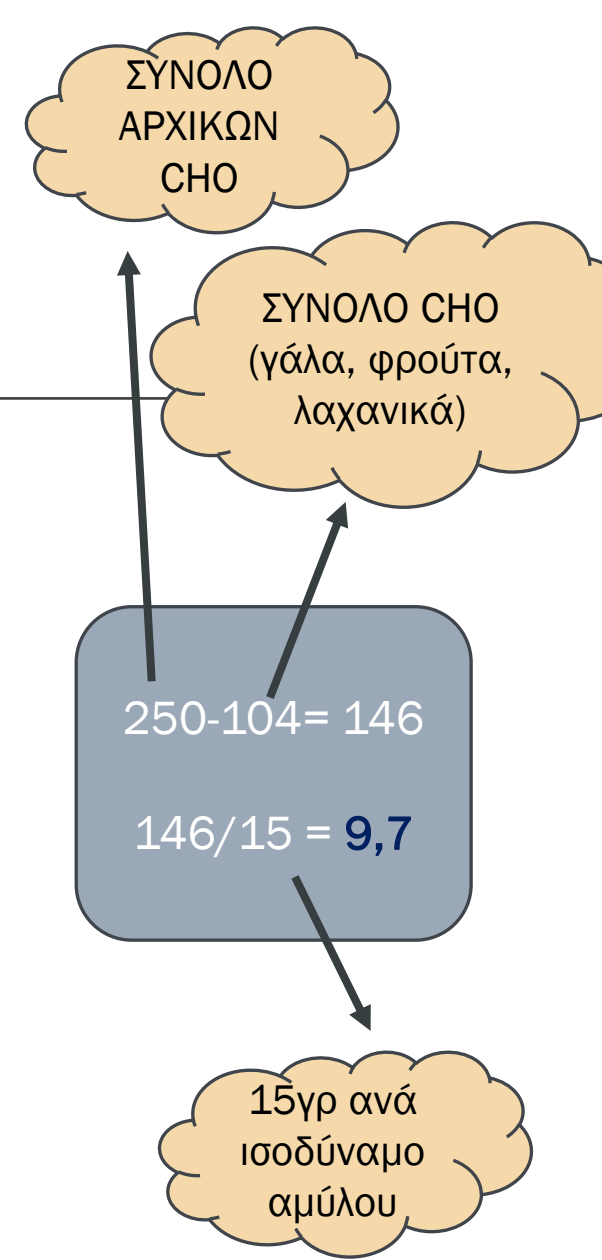 ΣΥΝΟΛΟ
ΑΡΧΙΚΩΝ
CHO
ΣΥΝΟΛΟ CHO
(γάλα, φρούτα,
λαχανικά)
250-104= 146
146/15 = 9,7
15γρ ανά
ισοδύναμο
αμύλου